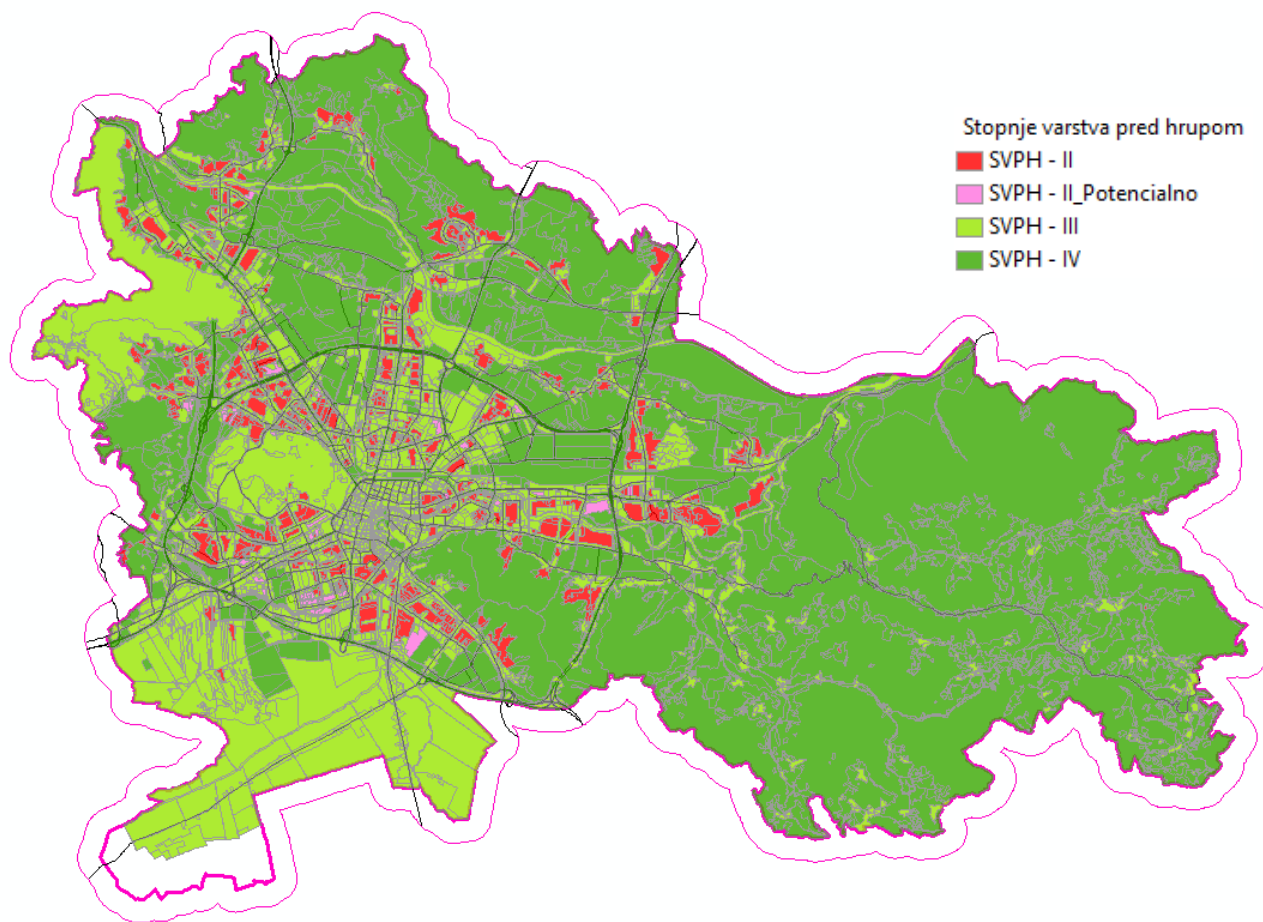 Stopnje varstva pred hrupom
SVPH - II
SVPH - II_Potencialno
SVPH - III
SVPH - IV